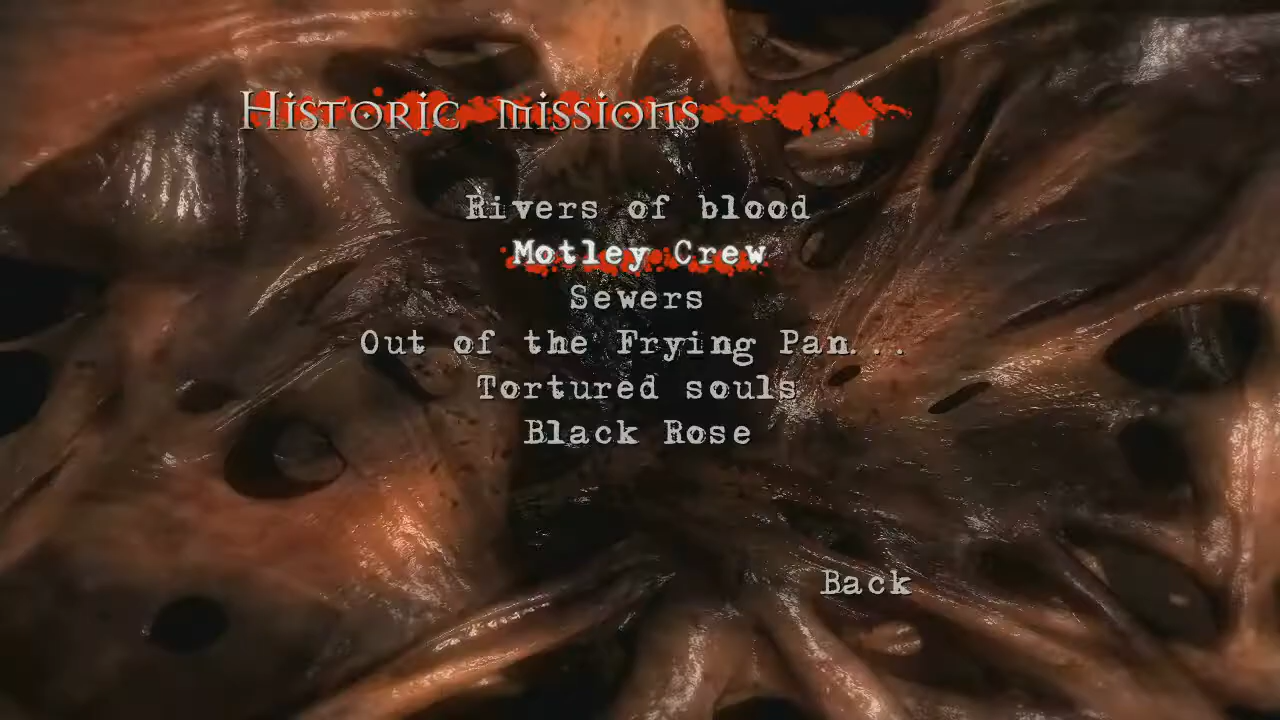 Historic missions
Rivers of blood
Motley Crew
Sewers
Out of the Frying Pan...
Tortured souls
Black Rose
Back